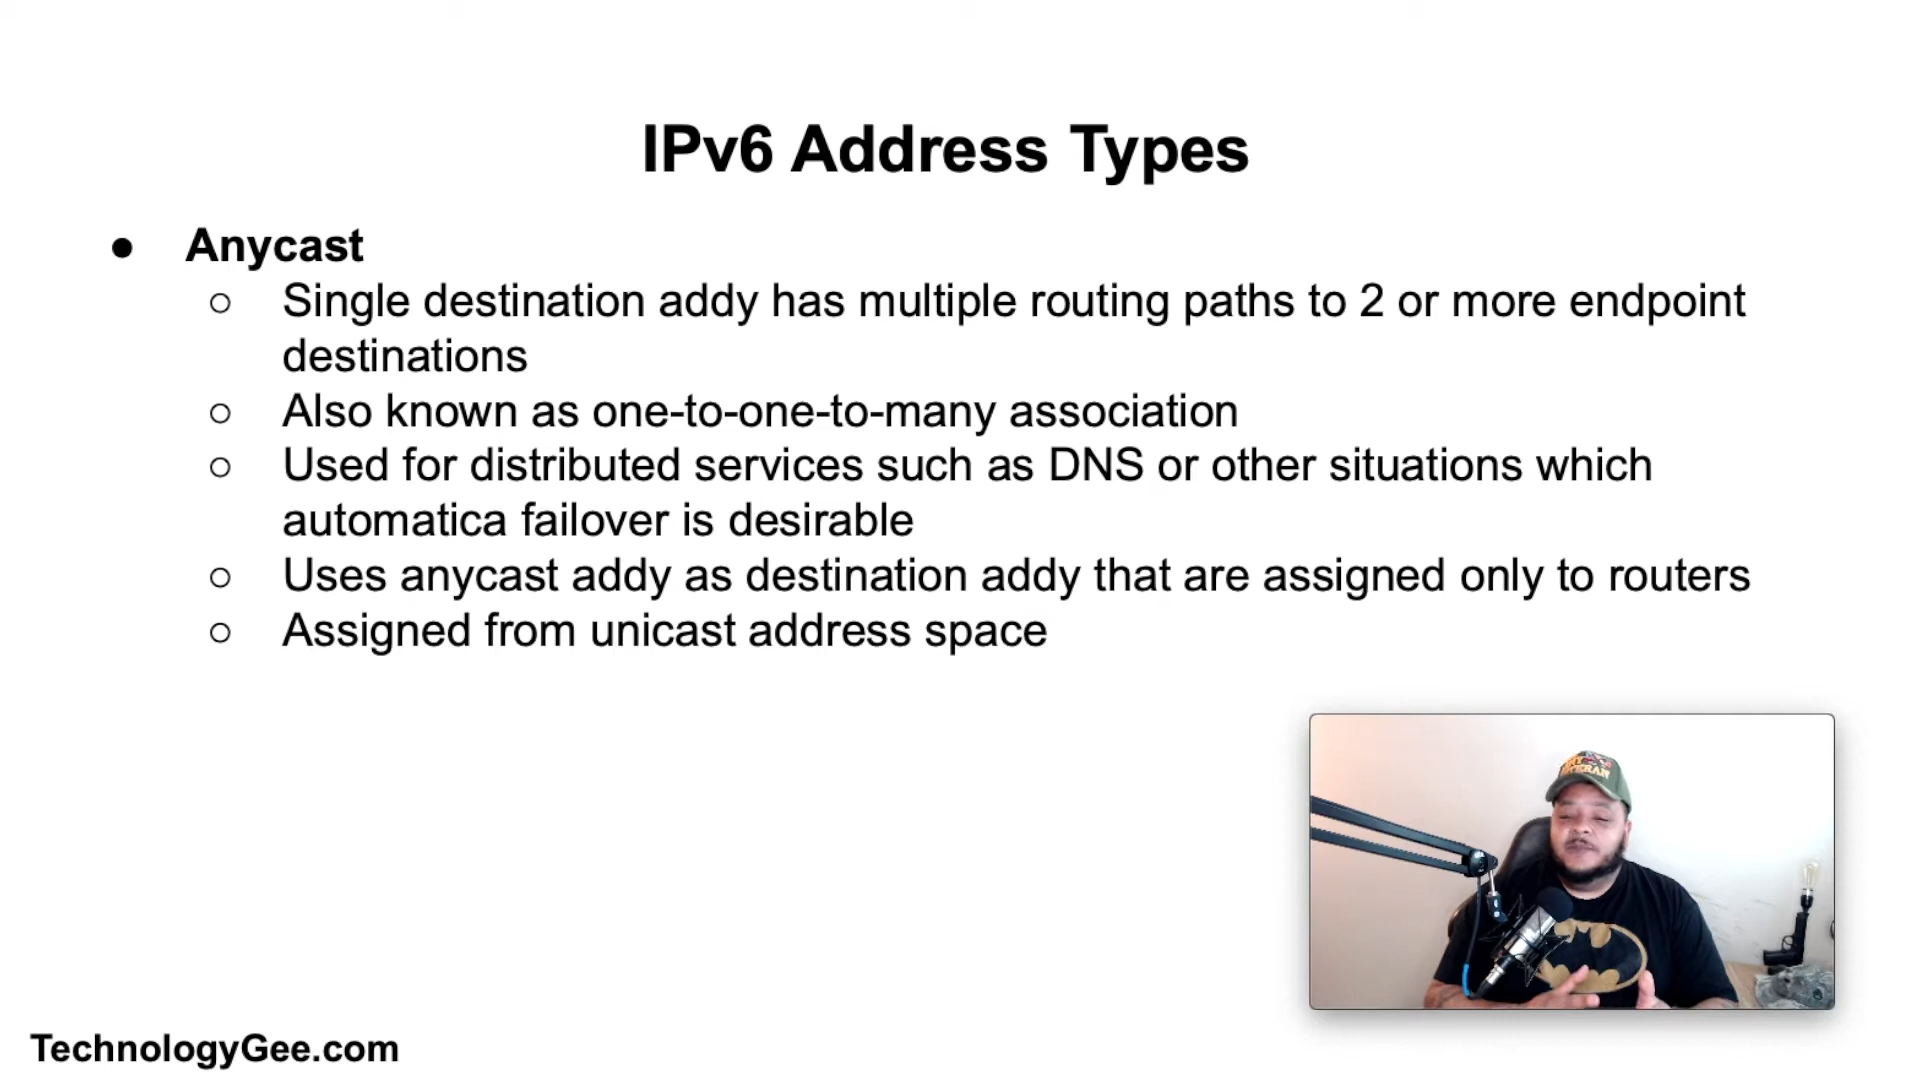 IPv6 Address Types
● Anycast
○ Single destination addy has multiple routing paths to 2 or more endpoint
destinations
○ Also known as one-to-one-to-many association
○ Used for distributed services such as DNS or other situations which
automatica failover is desirable
○ Uses anycast addy as destination addy that are assigned only to routers
○ Assigned from unicast address space
VETERAN
TechnologyGee.com